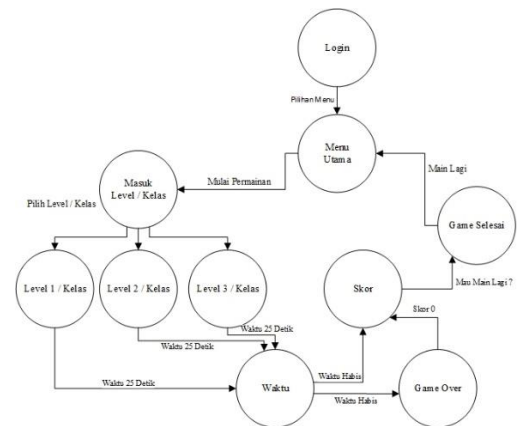 Login
Pilihan Menu
Menu
Utama
Main Lagi
Mulai Permainan
Masuk
Level / Kelas
Pilih Level / Kelas
Game Selesai
Level 1 / Kelas
Level 2 / Kelas
Level 3 / Kelas
Skor
Mau Main Lagi ?
Skor 0
Waktu 25 Detik
Waktu 25 Detik
Waktu 25 Detik
Waktu
Waktu Habis
Waktu Habis
Game Over